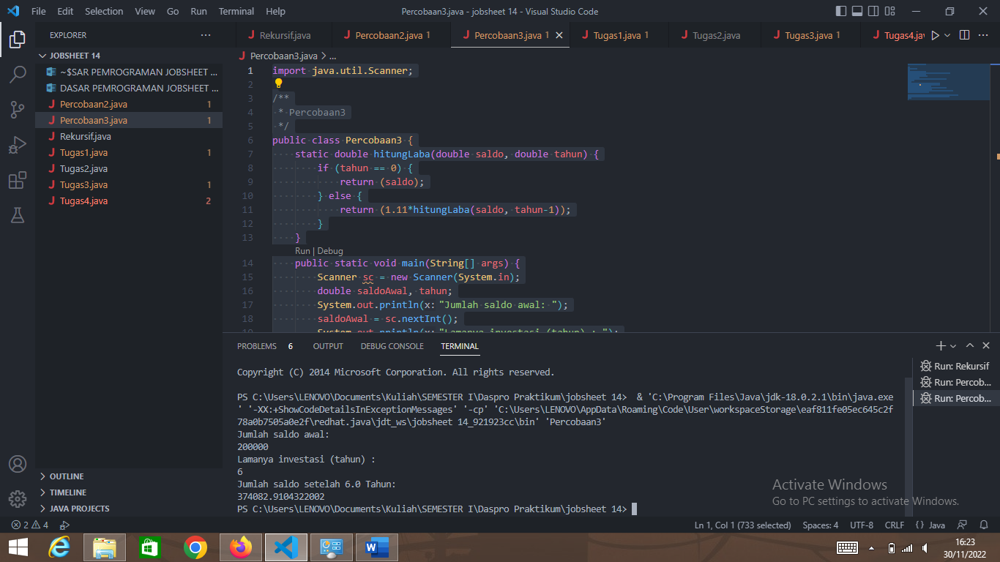 File Edit Selection View Go Run Terminal Help
Percobaan3.java - jobsheet 14 - Visual Studio Code
EXPLORER
JOBSHEET 14
~$SAR PEMROGRAMAN JOBSHEET ...
DASAR PEMROGRAMAN JOBSHEET ...
Percobaan2.java 1
Percobaan3.java 1
Rekursif.java
Tugas1.java 1
Tugas2.java
Tugas3.java 1
Tugas4.java 2
OUTLINE
TIMELINE
JAVA PROJECTS
Rekursif.java Percobaan2.java 1 Percobaan3.java 1 Tugas1.java 1 Tugas2.java Tugas3.java 1 Tugas4.jav
Percobaan3.java > ...
1 import java.util.Scanner;
2
3 /**
4 * Percobaan3
5 */
6 public class Percobaan3 {
7 static double hitungLaba(double saldo, double tahun) {
8 if (tahun == 0) {
9 return (saldo);
10 } else {
11 return (1.11*hitungLaba(saldo, tahun-1));
12 }
13 }
Run | Debug
14 public static void main(String[] args) {
15 Scanner sc = new Scanner(System.in);
16 double saldoAwal, tahun;
17 System.out.println(x: "Jumlah saldo awal: ");
18 saldoAwal = sc.nextInt();
19 System.out.println(x: "Lamanya investasi (tahun) : ");
PROBLEMS 6 OUTPUT DEBUG CONSOLE TERMINAL
Copyright (C) 2014 Microsoft Corporation. All rights reserved.
PS C:\Users\LENOVO\Documents\Kuliah\SEMESTER I\Daspro Praktikum\jobsheet 14> & 'C:\Program Files\Java\jdk-18.0.2.1\bin\java.exe
' '-XX:+ShowCodeDetailsInExceptionMessages' '-cp' 'C:\Users\LENOVO\AppData\Roaming\Code\User\workspaceStorage\eaf811fe05ec645c2f
78a0b7505a0e2f\redhat.java\jdt_ws\jobsheet 14_921923cc\bin' 'Percobaan3'
Jumlah saldo awal:
200000
Lamanya investasi (tahun) :
6
Jumlah saldo setelah 6.0 Tahun:
374082.9104322002
PS C:\Users\LENOVO\Documents\Kuliah\SEMESTER I\Daspro Praktikum\jobsheet 14>
Run: Rekursif
Run: Percob...
Run: Percob...
Activate Windows
Go to PC settings to activate Windows.
2 4
Ln 1, Col 1 (733 selected) Spaces: 4 UTF-8 CRLF {} Java
16:23
30/11/2022